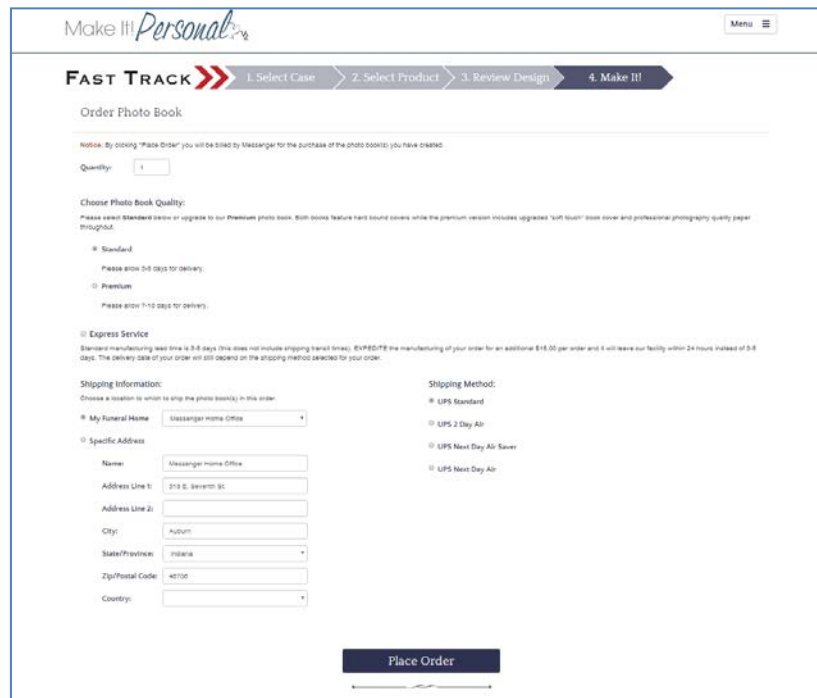 Make It! Personal
Menu
FAST TRACK
1. Select Case
2. Select Product
3. Review Design
4. Make It!
Order Photo Book
Notice: By clicking "Place Order" you will be billed by Messenger for the purchase of the photo book(s) you have created.
Quantity: 1
Choose Photo Book Quality:
Please select Standard below or upgrade to our Premium photo book. Both books feature hard bound covers while the premium version includes upgraded "soft touch" book cover and professional photography quality paper
throughout.
Standard
Please allow 3-5 days for delivery.
Premium
Please allow 7-10 days for delivery.
Express Service
Standard manufacturing lead time is 3-5 days (this does not include shipping transit times). EXPEDITE the manufacturing of your order for an additional $15.00 per order and it will leave our facility within 24 hours instead of 3-5
days. The delivery date of your order will still depend on the shipping method selected for your order.
Shipping Information:
Choose a location to which to ship the photo book(s) in this order.
My Funeral Home Messenger Home Office
Specific Address
Name: Messenger Home Office
Address Line 1: 318 E. Seventh St.
Address Line 2:
City: Auburn
State/Province: Indiana
Zip/Postal Code: 46706
Country:
Shipping Method:
UPS Standard
UPS 2 Day Air
UPS Next Day Air Saver
UPS Next Day Air
Place Order